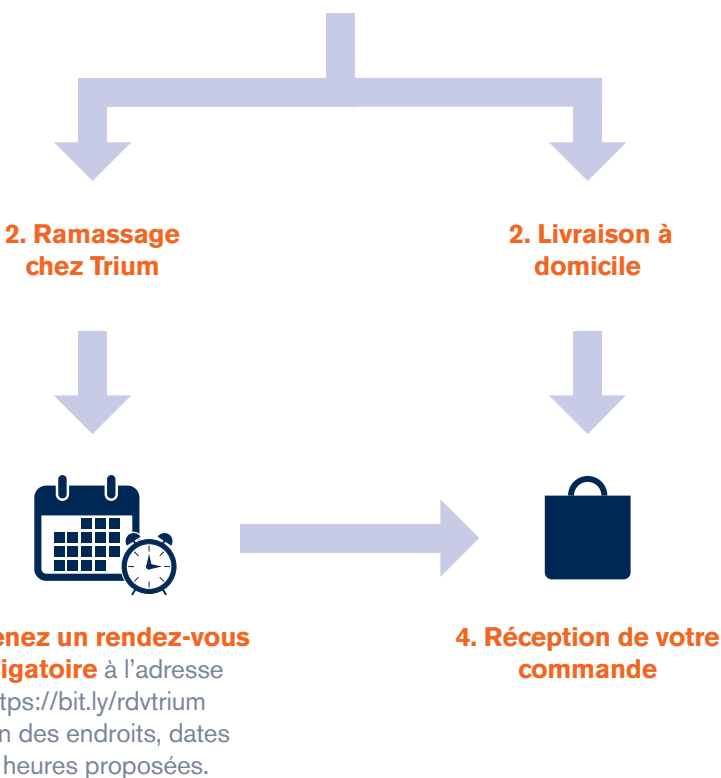 2. Ramassage
chez Trium
2. Livraison à
domicile
enez un rendez-vous
igatoire à l'adresse
tps://bit.ly/rdvtrium
n des endroits, dates
heures proposées.
4. Réception de votre
commande